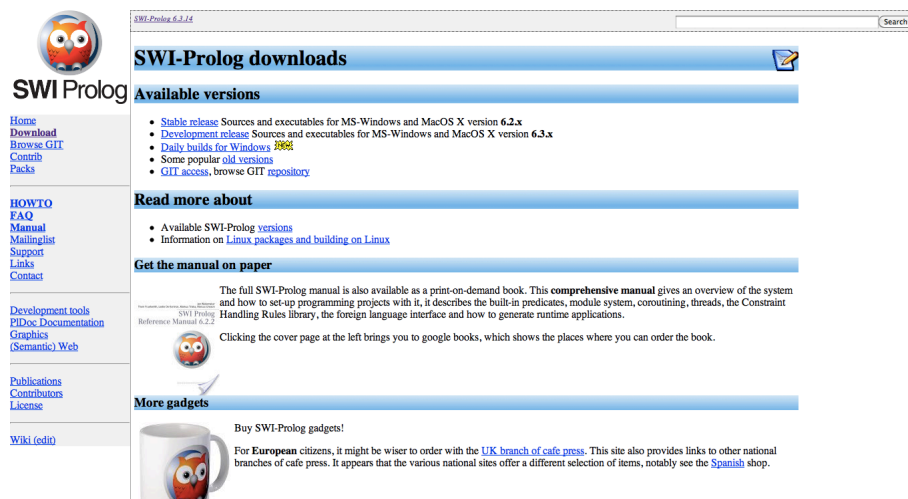 SWI-Prolog 6.3.14
Search
SWI Prolog
Home
Download
Browse GIT
Contrib
Packs
HOWTO
FAQ
Manual
Mailinglist
Support
Links
Contact
Development tools
PlDoc Documentation
Graphics
(Semantic) Web
Publications
Contributors
License
Wiki (edit)
SWI-Prolog downloads
Available versions
Stable release Sources and executables for MS-Windows and MacOS X version 6.2.x
Development release Sources and executables for MS-Windows and MacOS X version 6.3.x
Daily builds for Windows NEW!
Some popular old versions
GIT access, browse GIT repository
Read more about
Available SWI-Prolog versions
Information on Linux packages and building on Linux
Get the manual on paper
SWI Prolog
Reference Manual 6.2.2
The full SWI-Prolog manual is also available as a print-on-demand book. This comprehensive manual gives an overview of the system
and how to set-up programming projects with it, it describes the built-in predicates, module system, coroutining, threads, the Constraint
Handling Rules library, the foreign language interface and how to generate runtime applications.
Clicking the cover page at the left brings you to google books, which shows the places where you can order the book.
More gadgets
Buy SWI-Prolog gadgets!
For European citizens, it might be wiser to order with the UK branch of cafe press. This site also provides links to other national
branches of cafe press. It appears that the various national sites offer a different selection of items, notably see the Spanish shop.